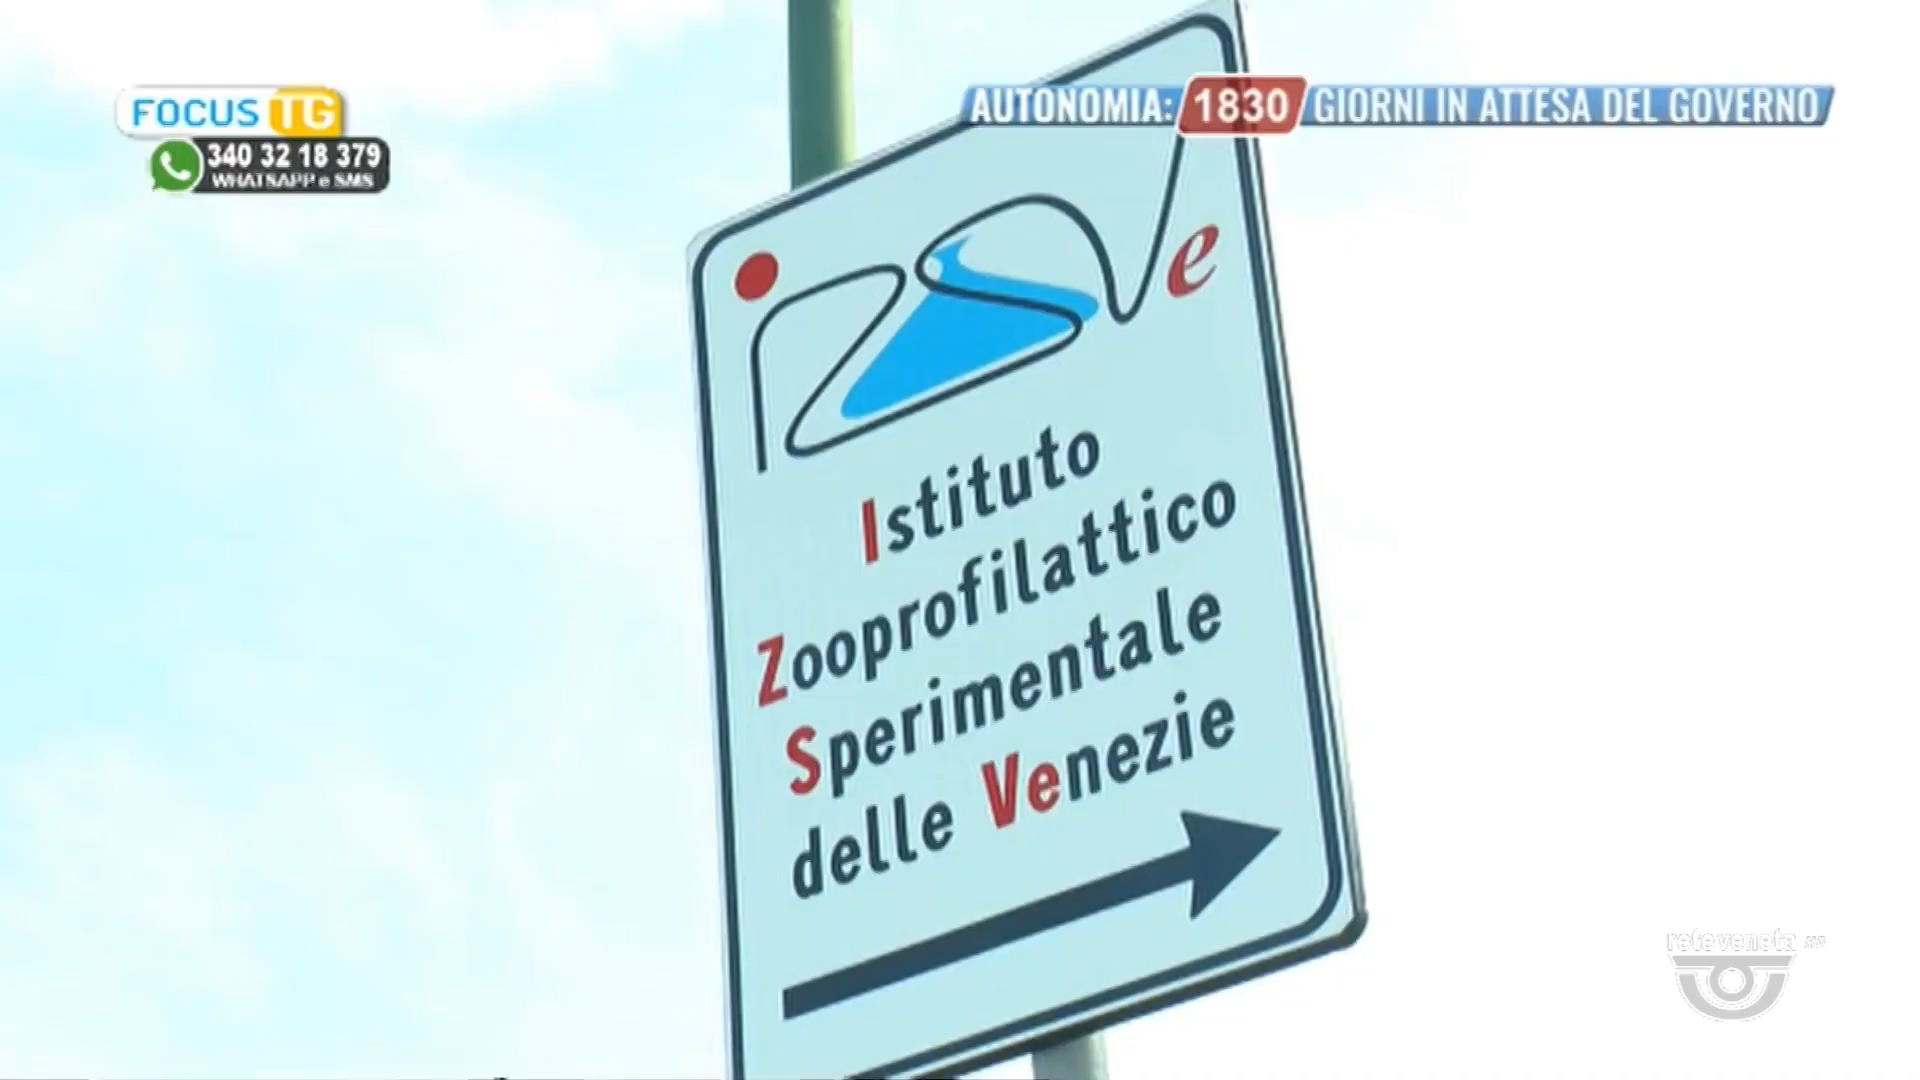 FOCUS TG
340 32 18 379
WHATSAPP e SMS
AUTONOMIA: 1830 GIORNI IN ATTESA DEL GOVERNO
izsVe
Istituto
Zooprofilattico
Sperimentale
delle Venezie
reteveneta